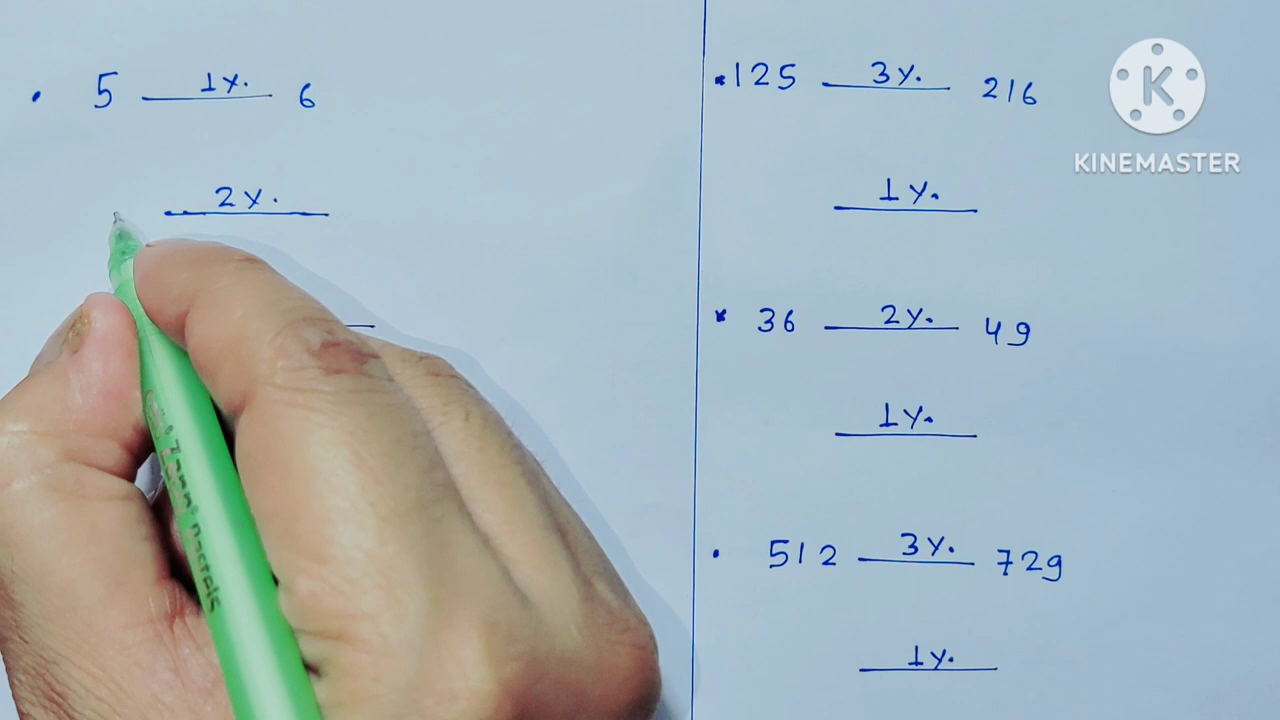 • 5 1y. 6
2y.
*125 3y. 216
1y.
* 36 2y. 49
1y.
• 512 3y. 729
1y.
K
KINEMASTER